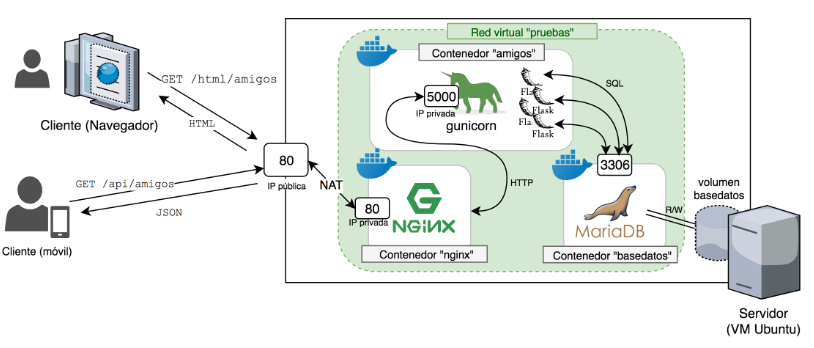 Red virtual "pruebas"
Contenedor "amigos"
GET /html/amigos
5000
IP privada
gunicorn
Fla
Flask
Fla
Flask
SQL
Cliente (Navegador)
HTML
80
IP pública
3306
GET /api/amigos
NAT
HTTP
volumen
basedatos
JSON
80
IP privada
NGINX
MariaDB
R/W
Cliente (móvil)
Contenedor "nginx"
Contenedor "basedatos"
Servidor
(VM Ubuntu)